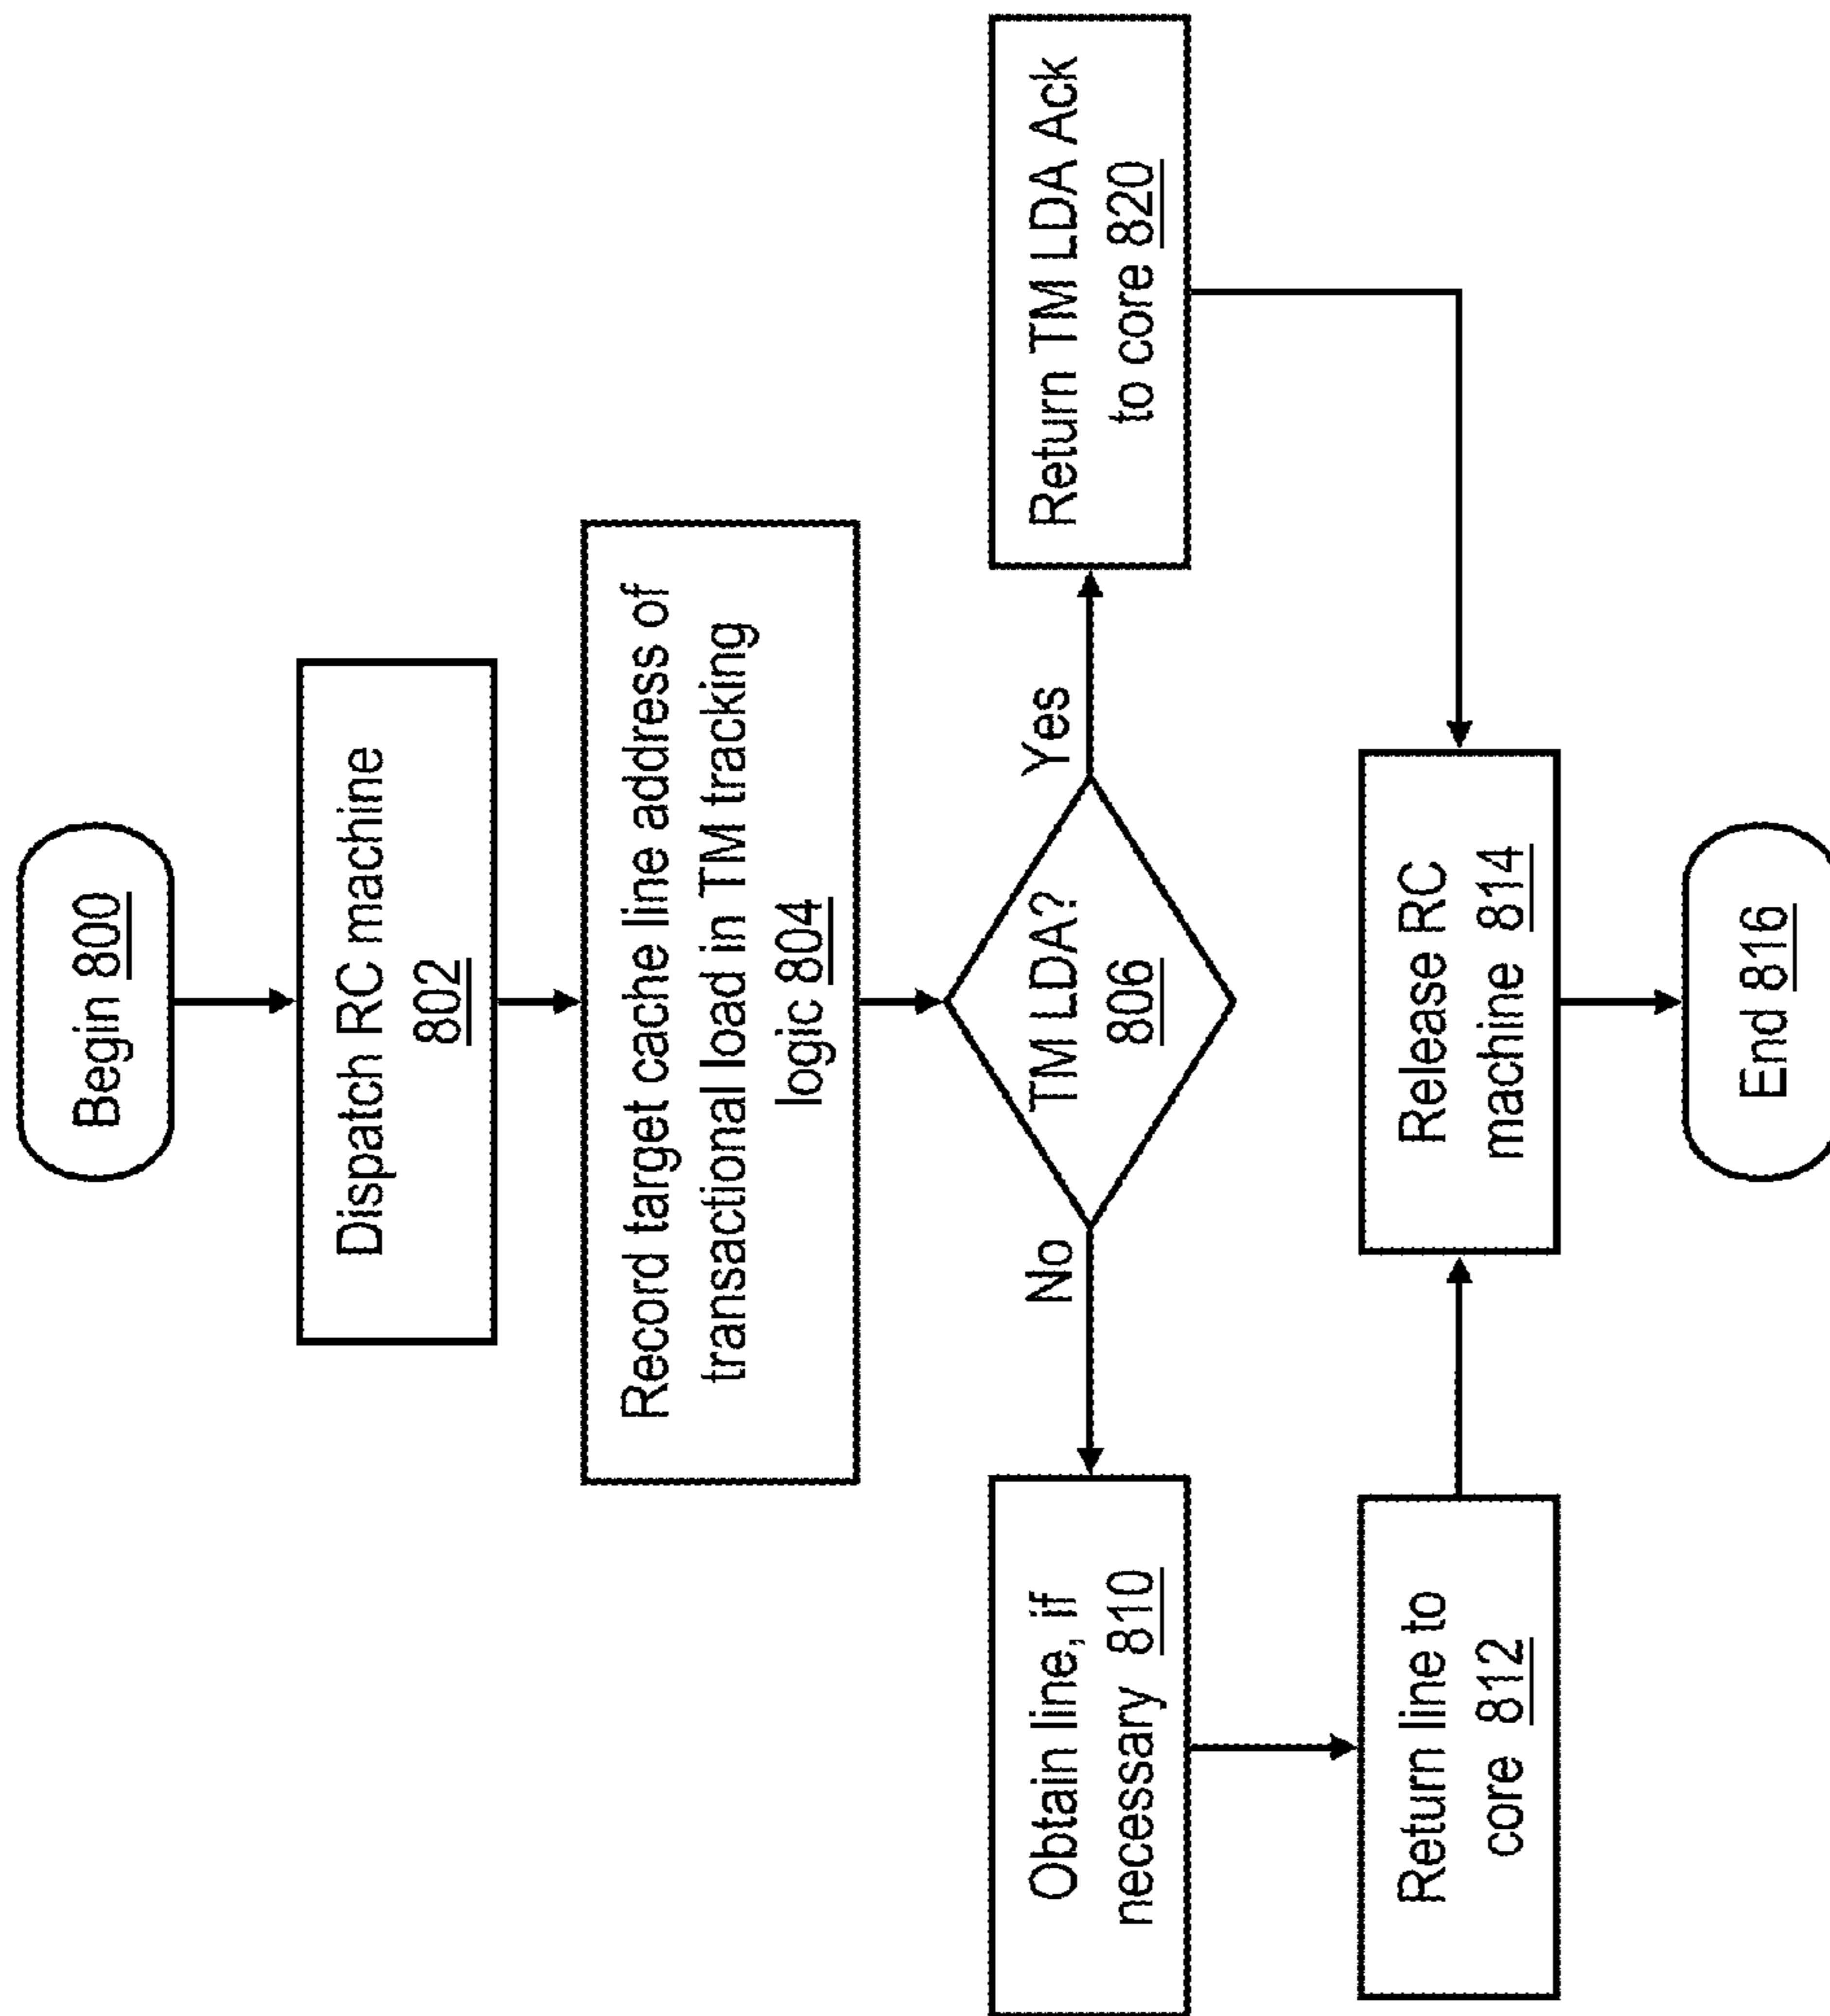 Begin 800
Dispatch RC machine
802
Record target cache line address of
transactional load in TM tracking
logic 804
TM LDA?
806
No
Yes
Obtain line, if
necessary 810
Return TM LDA Ack
to core 820
Return line to
core 812
Release RC
machine 814
End 816